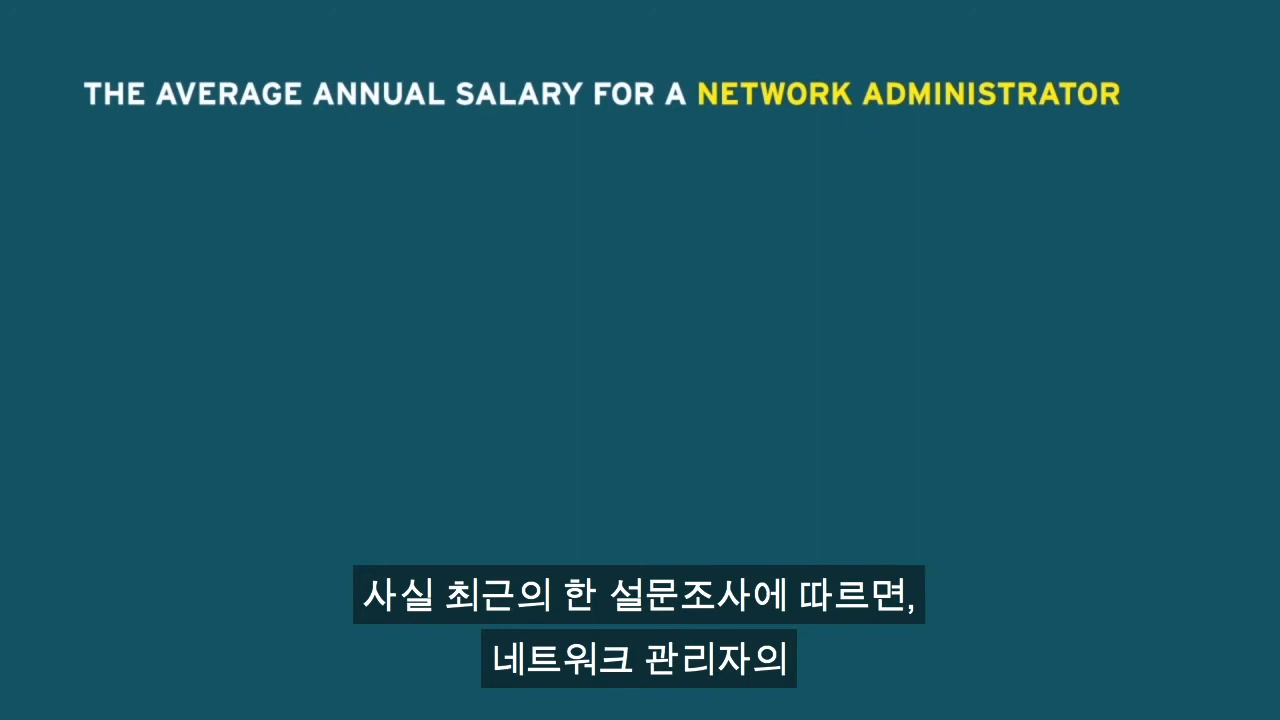 THE AVERAGE ANNUAL SALARY FOR A NETWORK ADMINISTRATOR
사실 최근의 한 설문조사에 따르면,
네트워크 관리자의